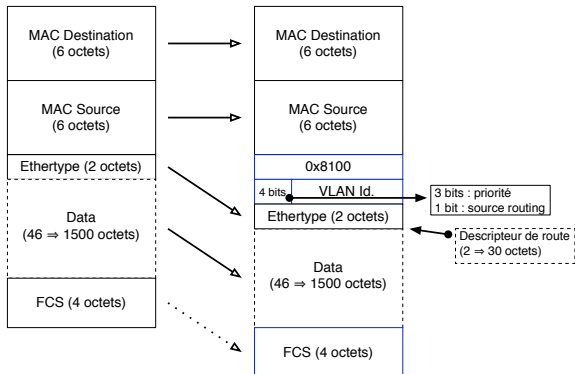 MAC Destination
(6 octets)
MAC Source
(6 octets)
Ethertype (2 octets)
Data
(46 ⇒ 1500 octets)
FCS (4 octets)
MAC Destination
(6 octets)
MAC Source
(6 octets)
0x8100
4 bits
VLAN Id.
Ethertype (2 octets)
Data
(46 ⇒ 1500 octets)
FCS (4 octets)
3 bits : priorité
1 bit : source routing
Descripteur de route
(2 ⇒ 30 octets)